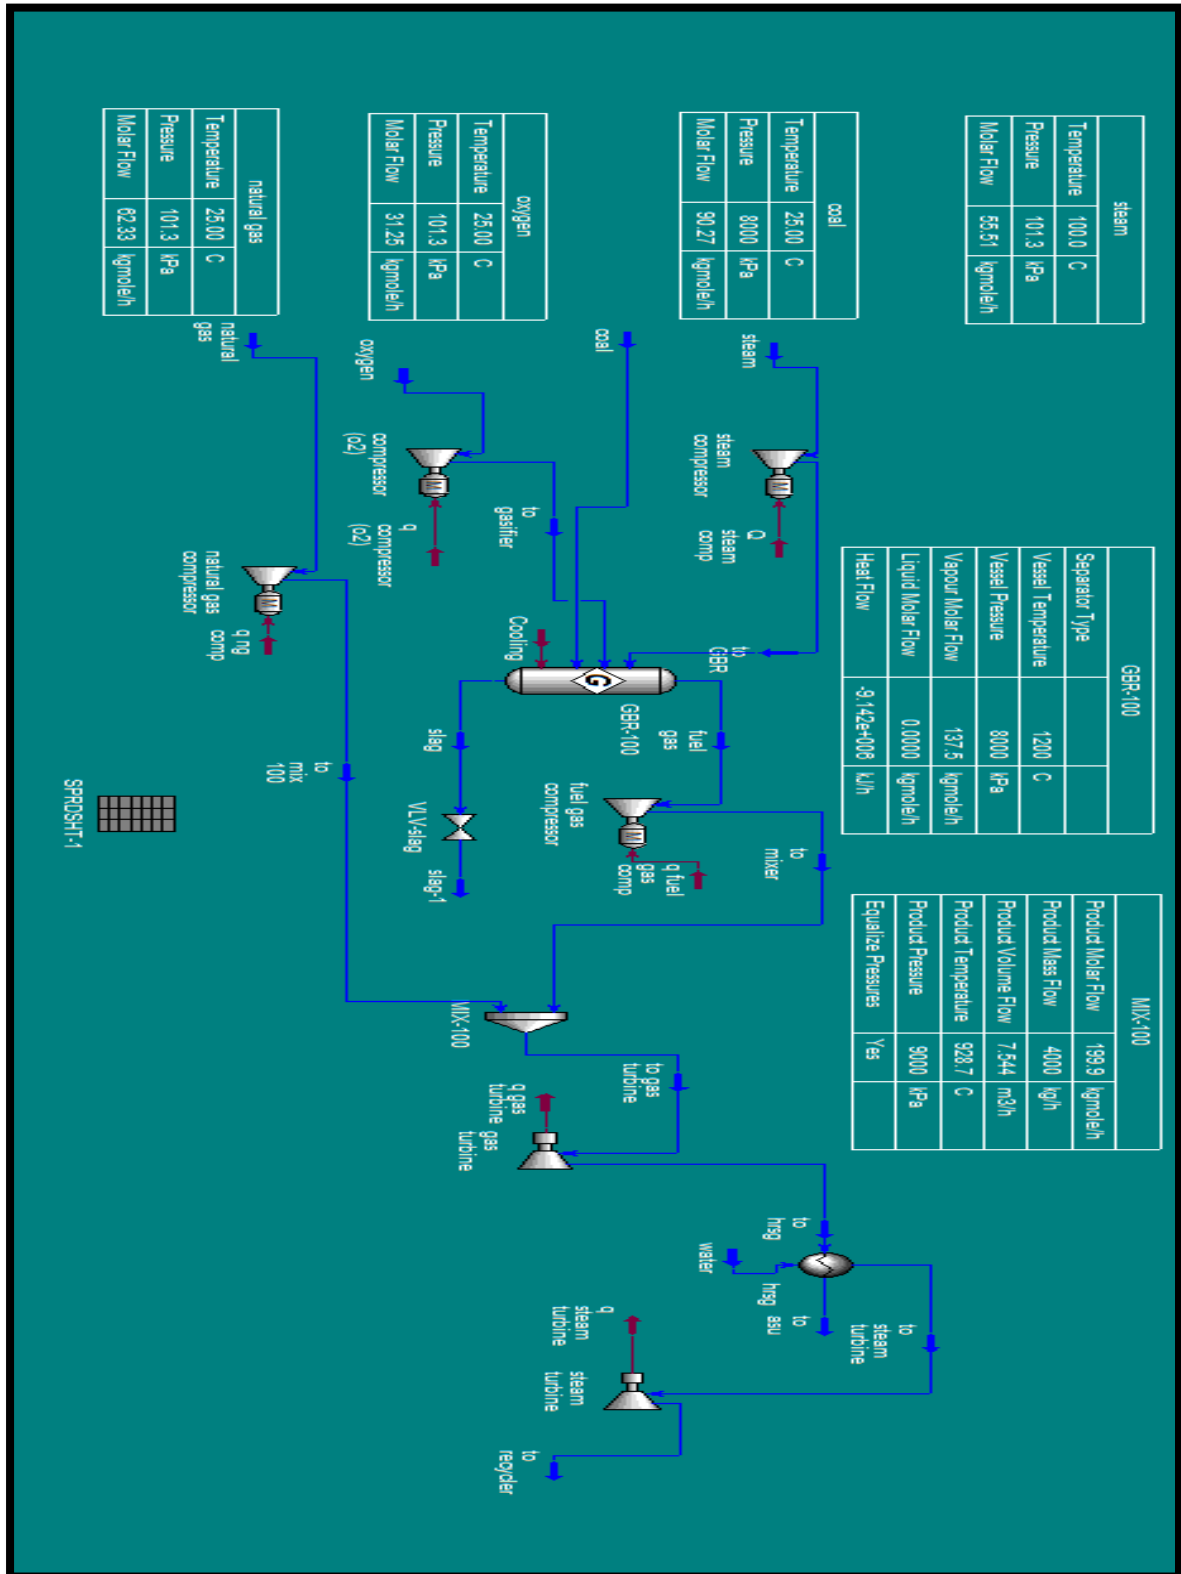 steam
Temperature 100.0 C
Pressure 101.3 kPa
Molar Flow 55.51 kgmole/h
coal
Temperature 25.00 C
Pressure 8000 kPa
Molar Flow 90.27 kgmole/h
oxygen
Temperature 25.00 C
Pressure 101.3 kPa
Molar Flow 31.25 kgmole/h
natural gas
Temperature 25.00 C
Pressure 101.3 kPa
Molar Flow 62.33 kgmole/h
GBR-100
Separator Type
Vessel Temperature 1200 C
Vessel Pressure 8000 kPa
Vapour Molar Flow 137.5 kgmole/h
Liquid Molar Flow 0.0000 kgmole/h
Heat Flow -9.142e+006 kJ/h
MIX-100
Product Molar Flow 199.9 kgmole/h
Product Mass Flow 4000 kg/h
Product Volume Flow 7.544 m3/h
Product Temperature 928.7 C
Product Pressure 9000 kPa
Equalize Pressures Yes
steam
steam
compressor
Q
steam
comp
to
GBR
coal
oxygen
compressor
(o2)
q
compressor
(o2)
to
gasifier
natural
gas
natural gas
compressor
q ng
comp
to
mix
100
Cooling
G
GBR-100
fuel
gas
slag
VLV-slag
slag-1
fuel gas
compressor
q fuel
gas
comp
to
mixer
MIX-100
to gas
turbine
q gas
turbine
gas
turbine
to
hrsg
water
hrsg
to
asu
to
steam
turbine
q
steam
turbine
steam
turbine
to
recycler
SPRDSHT-1
M
M
M
M